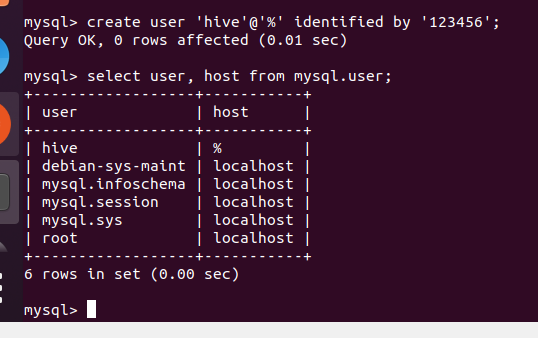 mysql> create user 'hive'@'%' identified by '123456';
Query OK, 0 rows affected (0.01 sec)
mysql> select user, host from mysql.user;
+------------------+-----------+
| user             | host      |
+------------------+-----------+
| hive             | %         |
| debian-sys-maint | localhost |
| mysql.infoschema | localhost |
| mysql.session    | localhost |
| mysql.sys        | localhost |
| root             | localhost |
+------------------+-----------+
6 rows in set (0.00 sec)
mysql>